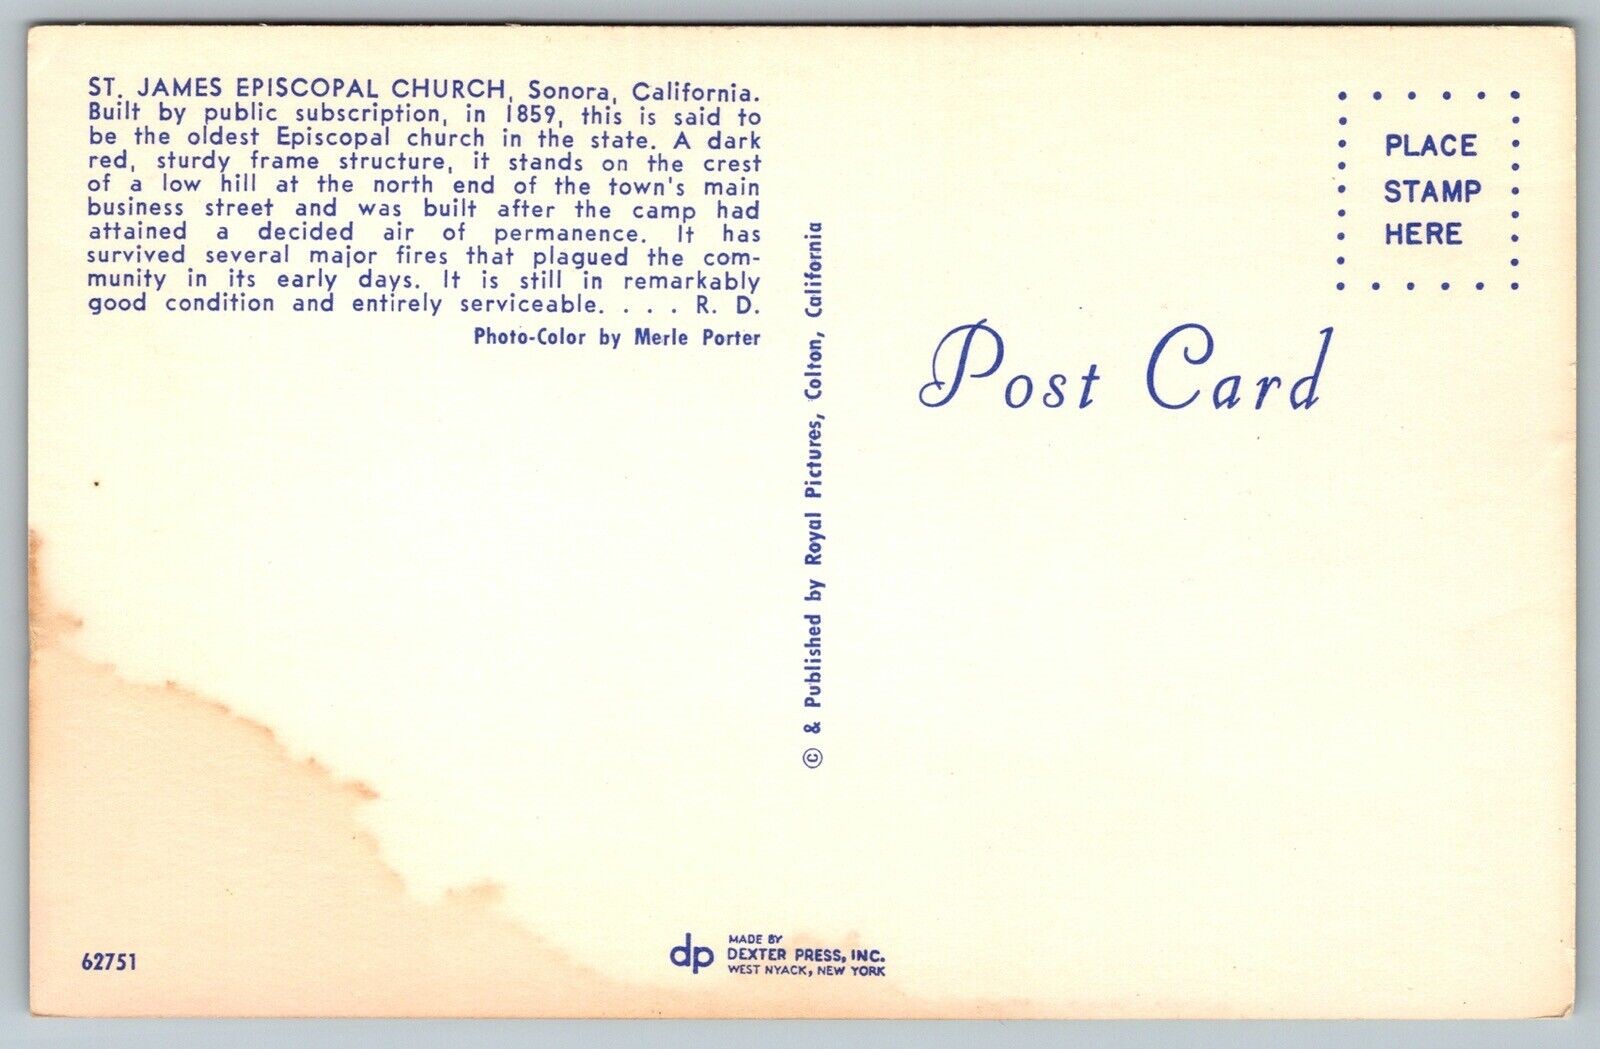 ST. JAMES EPISCOPAL CHURCH, Sonora, California.
Built by public subscription, in 1859, this is said to
be the oldest Episcopal church in the state. A dark
red, sturdy frame structure, it stands on the crest
of a low hill at the north end of the town's main
business street and was built after the camp had
attained a decided air of permanence. It has
survived several major fires that plagued the com-
munity in its early days. It is still in remarkably
good condition and entirely serviceable. . . . R. D.
Photo-Color by Merle Porter
© & Published by Royal Pictures, Colton, California
PLACE
STAMP
HERE
Post Card
62751
dp
MADE BY
DEXTER PRESS, INC.
WEST NYACK, NEW YORK